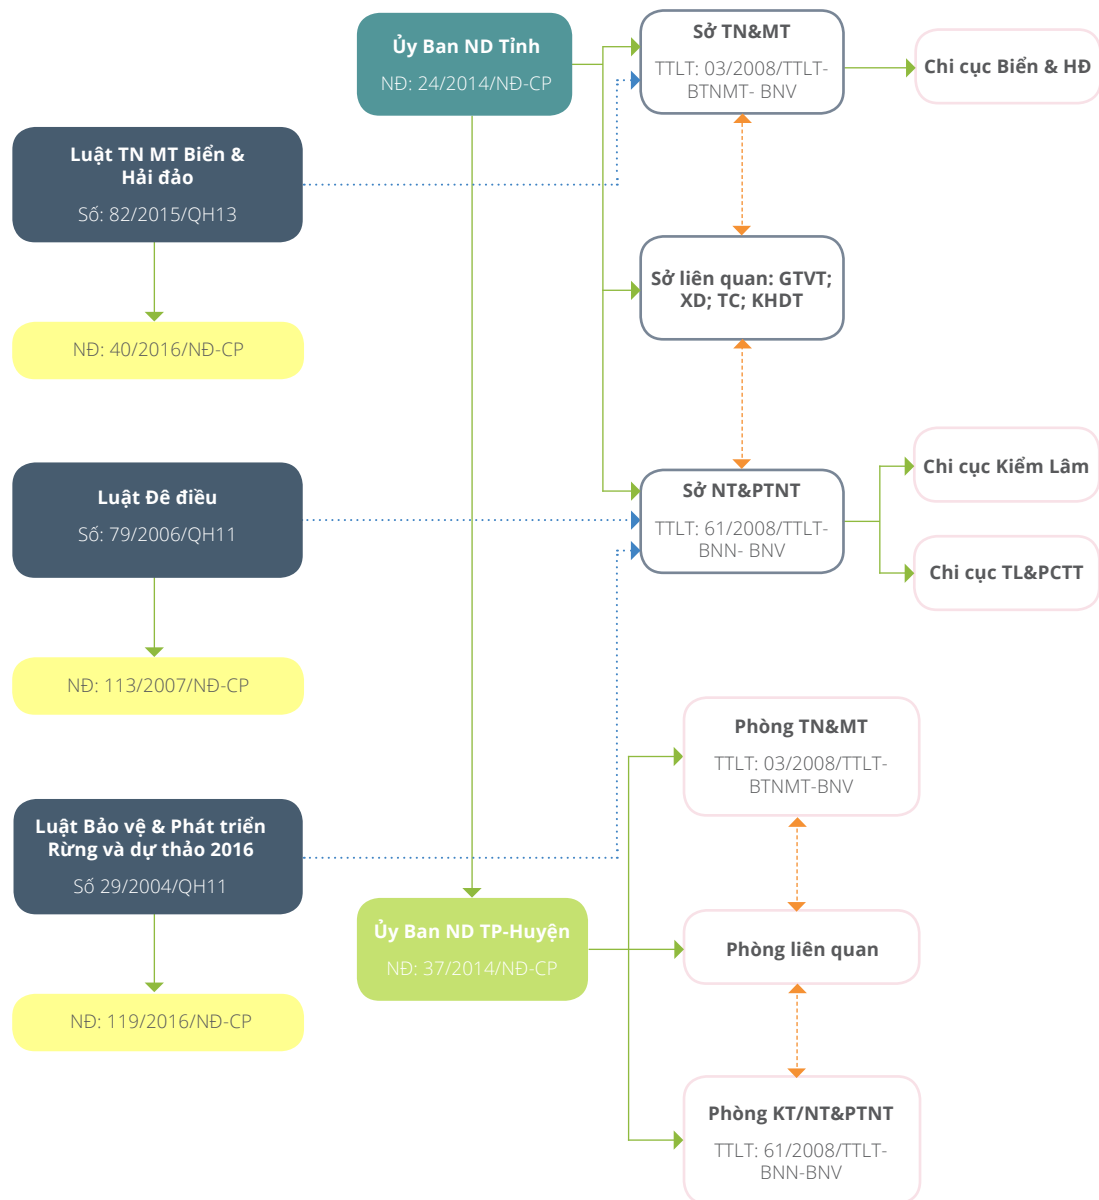 Ủy Ban ND Tỉnh
NĐ: 24/2014/NĐ-CP
Sở TN&MT
TTLT: 03/2008/TTLT-
BTNMT- BNV
Chi cục Biển & HĐ
Luật TN MT Biển &
Hải đảo
Số: 82/2015/QH13
NĐ: 40/2016/NĐ-CP
Sở liên quan: GTVT;
XD; TC; KHDT
Luật Đê điều
Số: 79/2006/QH11
NĐ: 113/2007/NĐ-CP
Sở NT&PTNT
TTLT: 61/2008/TTLT-
BNN- BNV
Chi cục Kiểm Lâm
Chi cục TL&PCTT
Luật Bảo vệ & Phát triển
Rừng và dự thảo 2016
Số 29/2004/QH11
NĐ: 119/2016/NĐ-CP
Ủy Ban ND TP-Huyện
NĐ: 37/2014/NĐ-CP
Phòng TN&MT
TTLT: 03/2008/TTLT-
BTNMT-BNV
Phòng liên quan
Phòng KT/NT&PTNT
TTLT: 61/2008/TTLT-
BNN-BNV